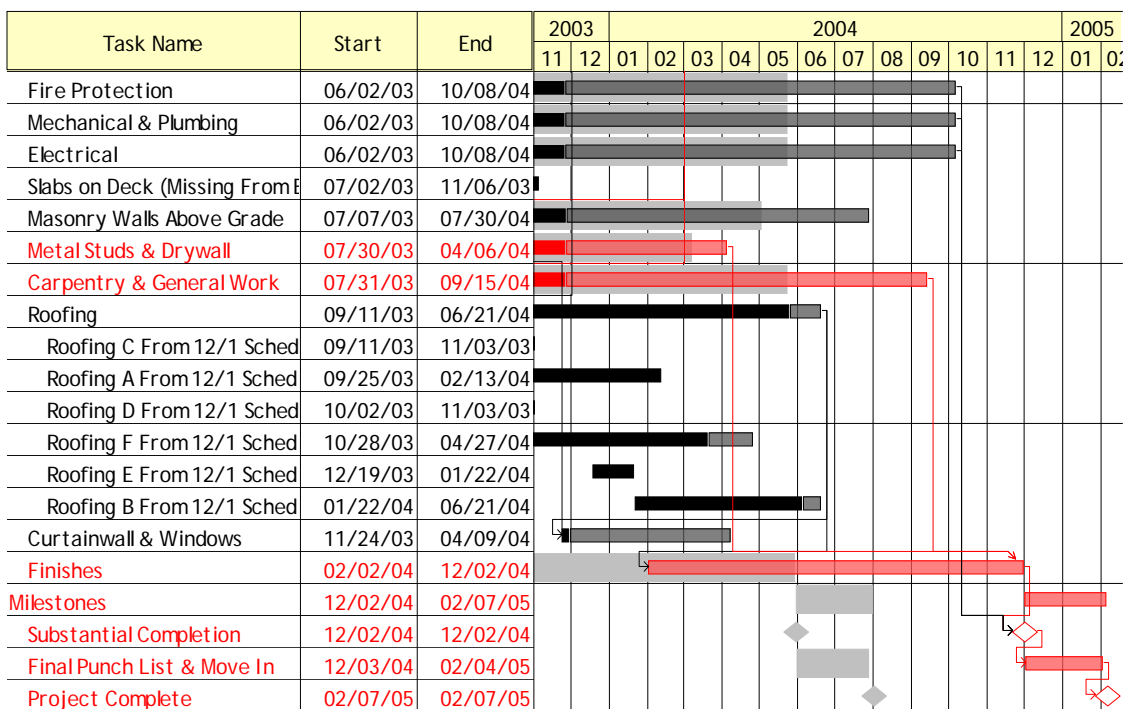 Task Name Start End 2003 2004 2005
11 12 01 02 03 04 05 06 07 08 09 10 11 12 01 02
Fire Protection 06/02/03 10/08/04
Mechanical & Plumbing 06/02/03 10/08/04
Electrical 06/02/03 10/08/04
Slabs on Deck (Missing From E 07/02/03 11/06/03
Masonry Walls Above Grade 07/07/03 07/30/04
Metal Studs & Drywall 07/30/03 04/06/04
Carpentry & General Work 07/31/03 09/15/04
Roofing 09/11/03 06/21/04
Roofing C From 12/1 Sched 09/11/03 11/03/03
Roofing A From 12/1 Sched 09/25/03 02/13/04
Roofing D From 12/1 Sched 10/02/03 11/03/03
Roofing F From 12/1 Sched 10/28/03 04/27/04
Roofing E From 12/1 Sched 12/19/03 01/22/04
Roofing B From 12/1 Sched 01/22/04 06/21/04
Curtainwall & Windows 11/24/03 04/09/04
Finishes 02/02/04 12/02/04
Milestones 12/02/04 02/07/05
Substantial Completion 12/02/04 12/02/04
Final Punch List & Move In 12/03/04 02/04/05
Project Complete 02/07/05 02/07/05